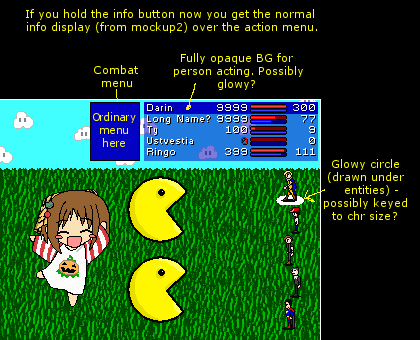 If you hold the info button now you get the normal
info display (from mockup2) over the action menu.
Fully opaque BG for
person acting. Possibly
glowy?
Combat
menu
Ordinary
menu
here
Darin 9999 300
Long Name? 9999 77
Ty 100 9
Ustvestia 0
Ringo 399 111
Glowy circle
(drawn under
entities) -
possibly keyed
to chr size?